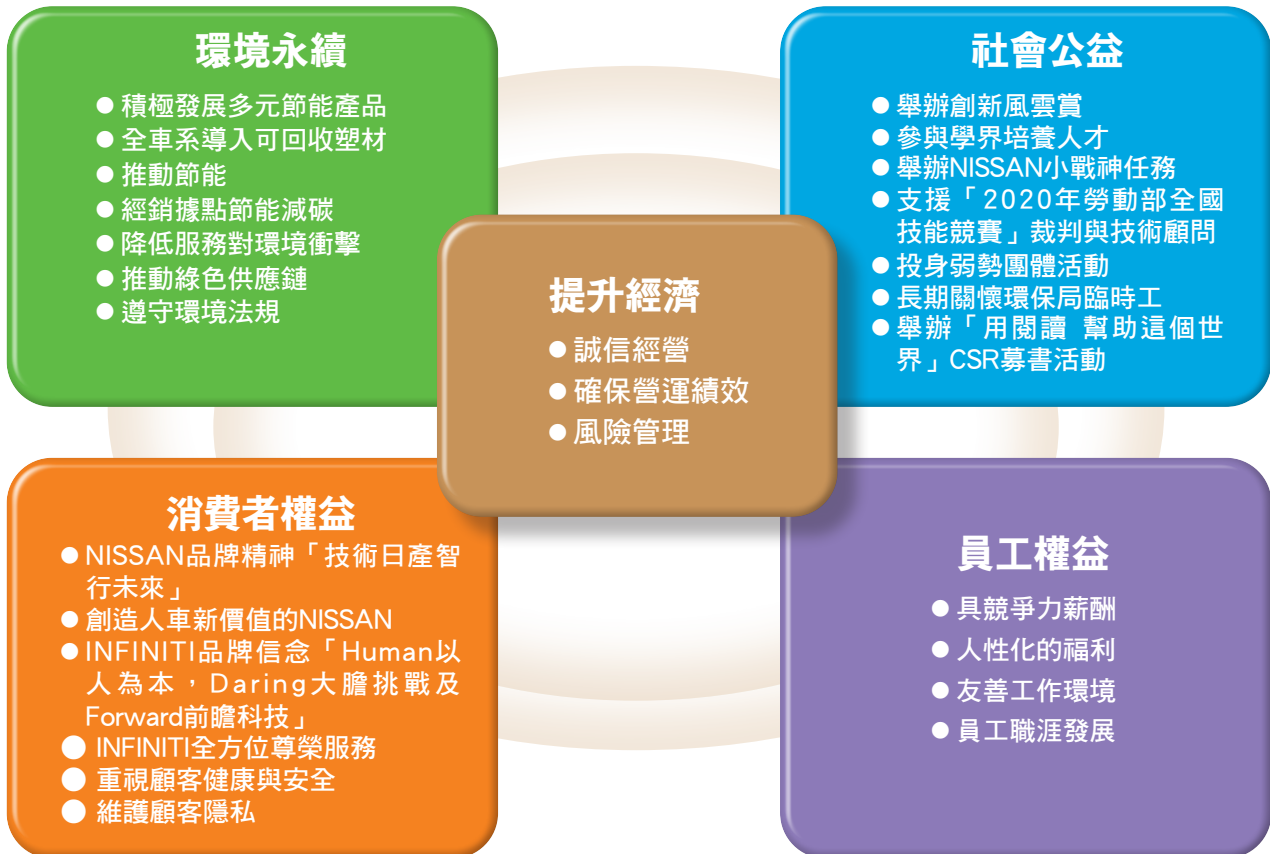 環境永續
● 積極發展多元節能產品
● 全車系導入可回收塑材
● 推動節能
● 經銷據點節能減碳
● 降低服務對環境衝擊
● 推動綠色供應鏈
● 遵守環境法規
社會公益
● 舉辦創新風雲賞
● 參與學界培養人才
● 舉辦NISSAN小戰神任務
● 支援「2020年勞動部全國
技能競賽」裁判與技術顧問
● 投身弱勢團體活動
● 長期關懷環保局臨時工
● 舉辦「用閱讀 幫助這個世
界」CSR募書活動
提升經濟
● 誠信經營
● 確保營運績效
● 風險管理
消費者權益
● NISSAN品牌精神「技術日產智
行未來」
● 創造人車新價值的NISSAN
● INFINITI品牌信念「Human以
人為本，Daring大膽挑戰及
Forward前瞻科技」
● INFINITI全方位尊榮服務
● 重視顧客健康與安全
● 維護顧客隱私
員工權益
● 具競爭力薪酬
● 人性化的福利
● 友善工作環境
● 員工職涯發展